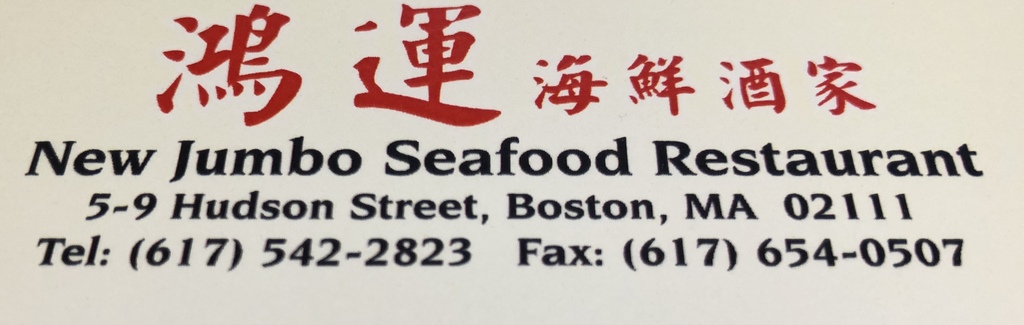 鴻運海鮮酒家
New Jumbo Seafood Restaurant
5-9 Hudson Street, Boston, MA 02111
Tel: (617) 542-2823 Fax: (617) 654-0507